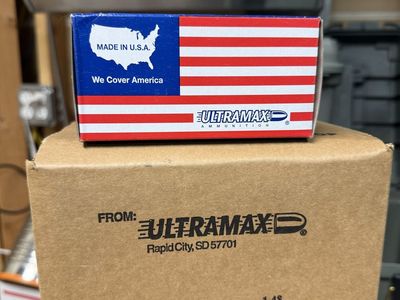 MADE IN U.S.A.
We Cover America
ULTRAMAX®
AMMUNITION
FROM: ULTRAMAX®
Rapid City, SD 57701